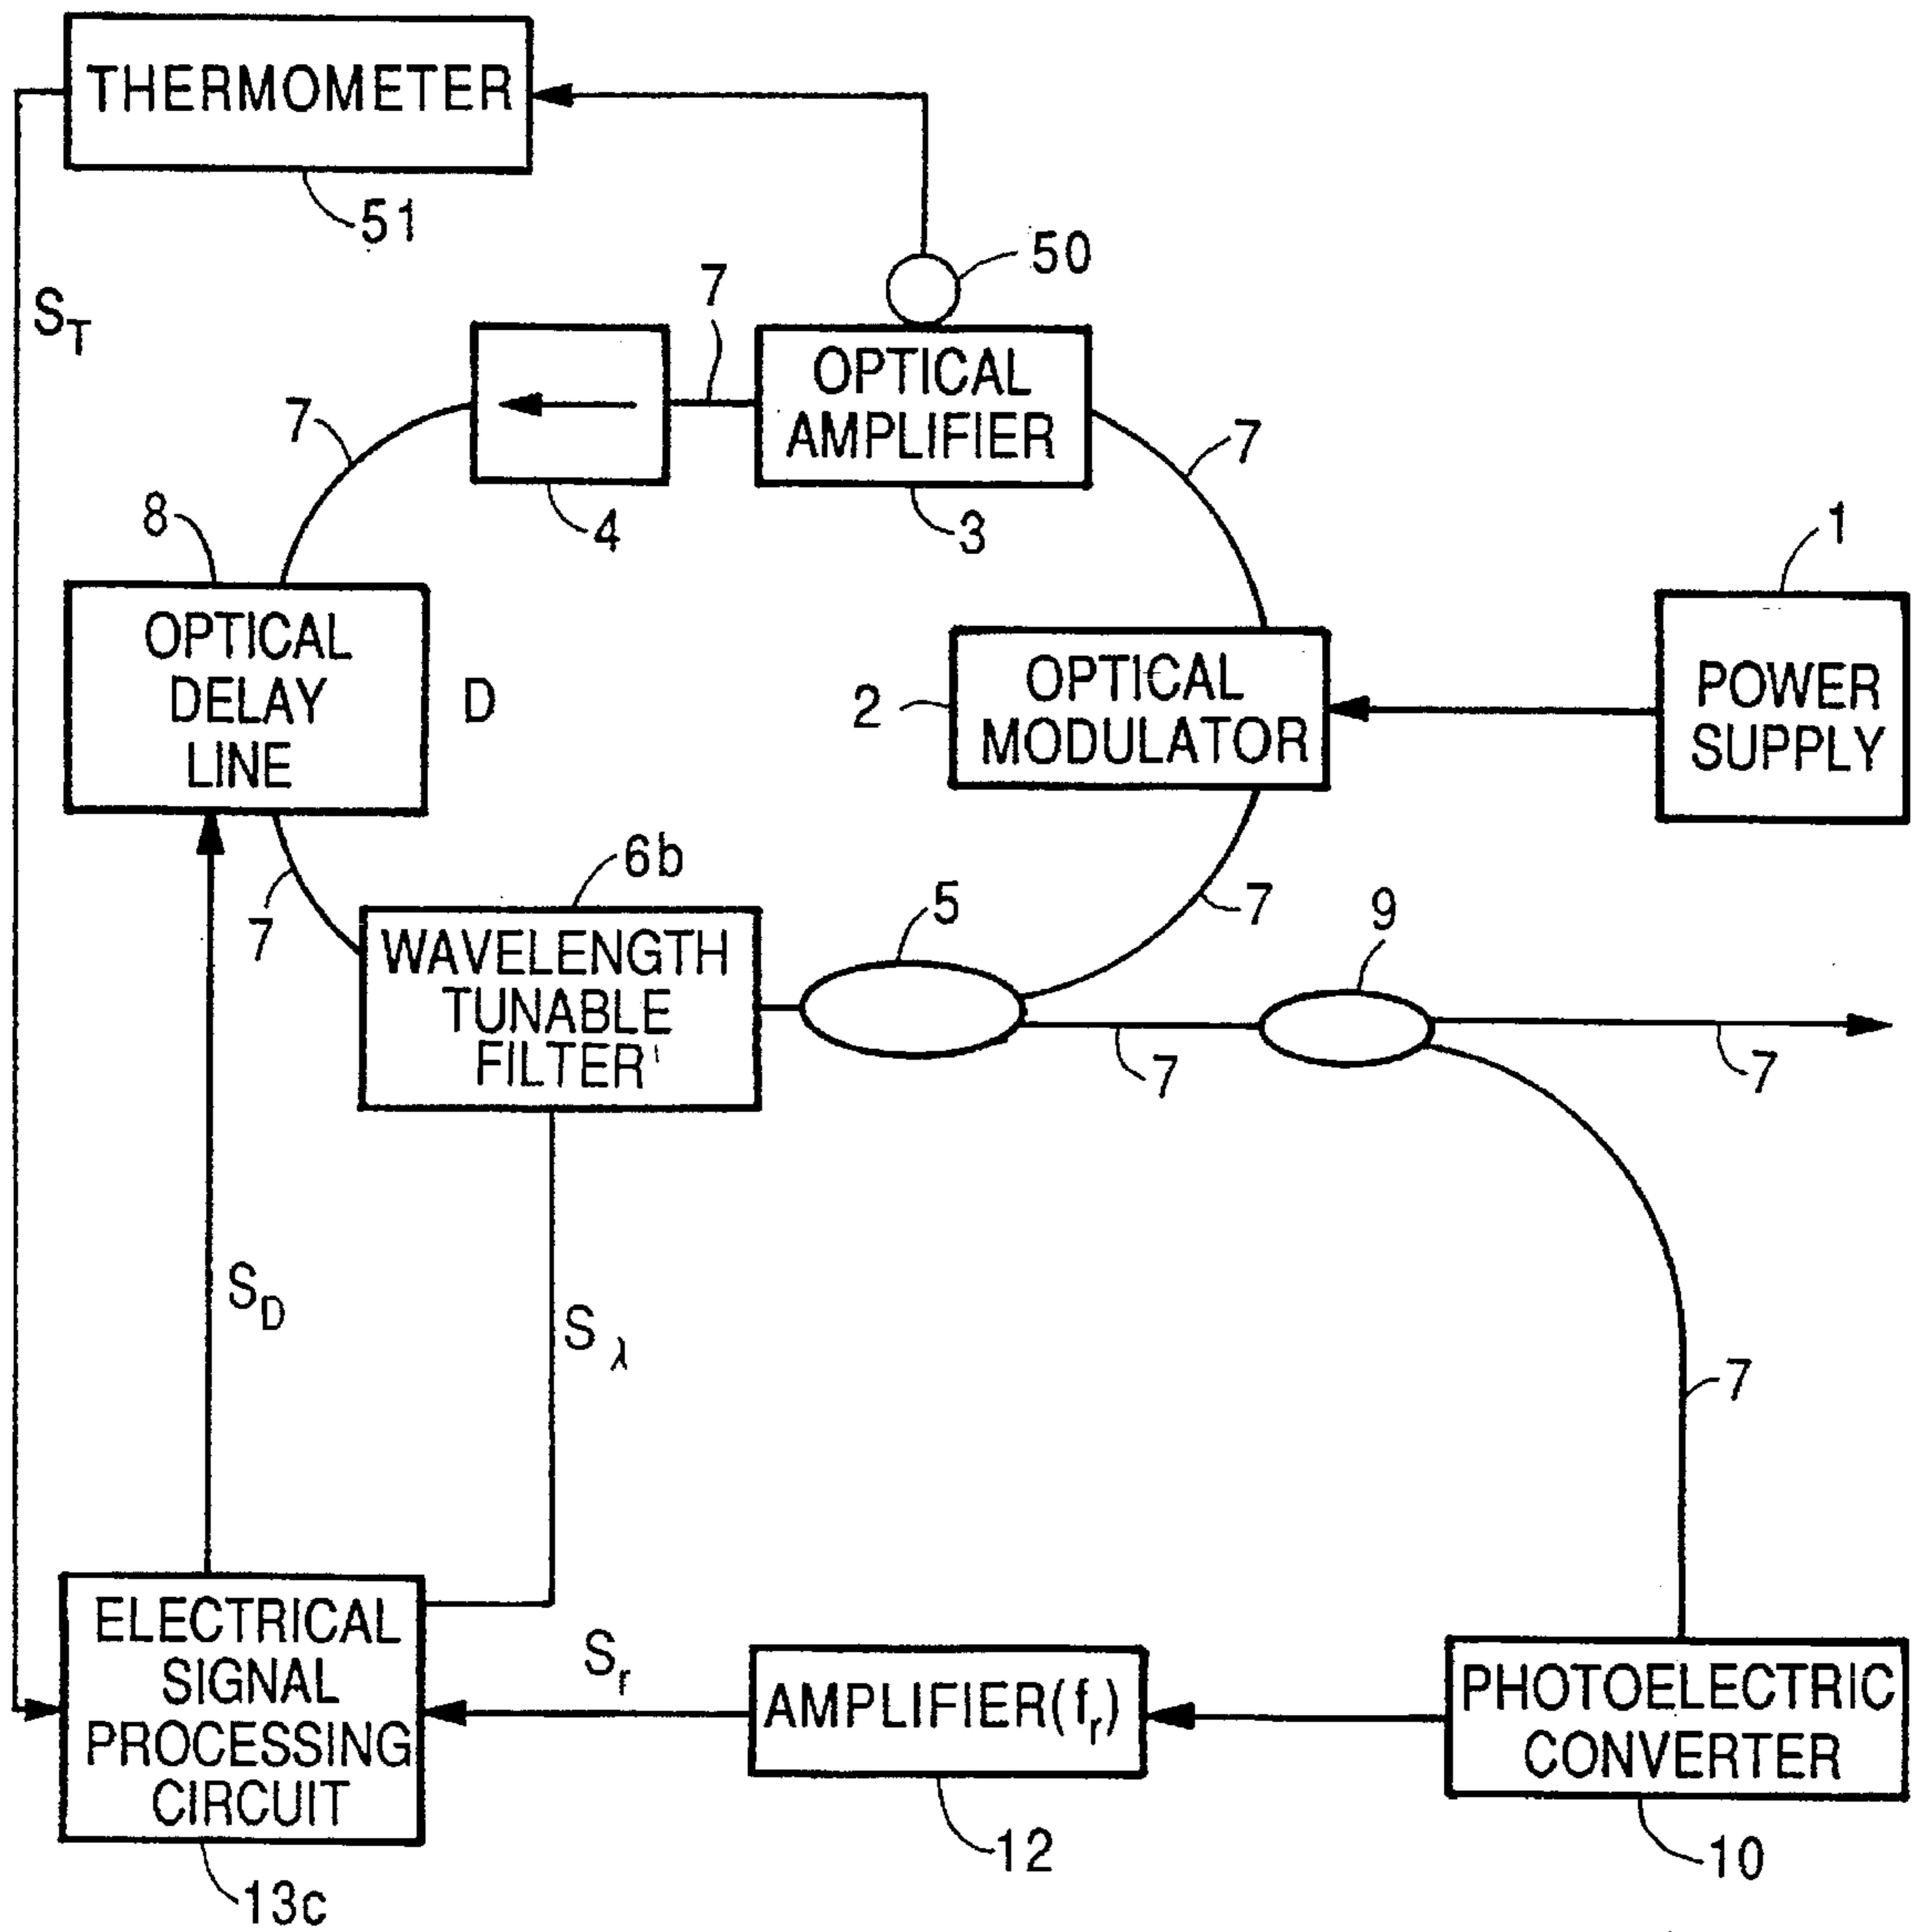 THERMOMETER
51
50
S_T
7
OPTICAL
AMPLIFIER
7
7
4
3
8
1
OPTICAL
DELAY
LINE
D
2
OPTICAL
MODULATOR
POWER
SUPPLY
6b
7
5
7
9
WAVELENGTH
TUNABLE
FILTER
7
7
S_D
S_λ
7
ELECTRICAL
SIGNAL
PROCESSING
CIRCUIT
S_r
AMPLIFIER(f_r)
PHOTOELECTRIC
CONVERTER
12
10
13c